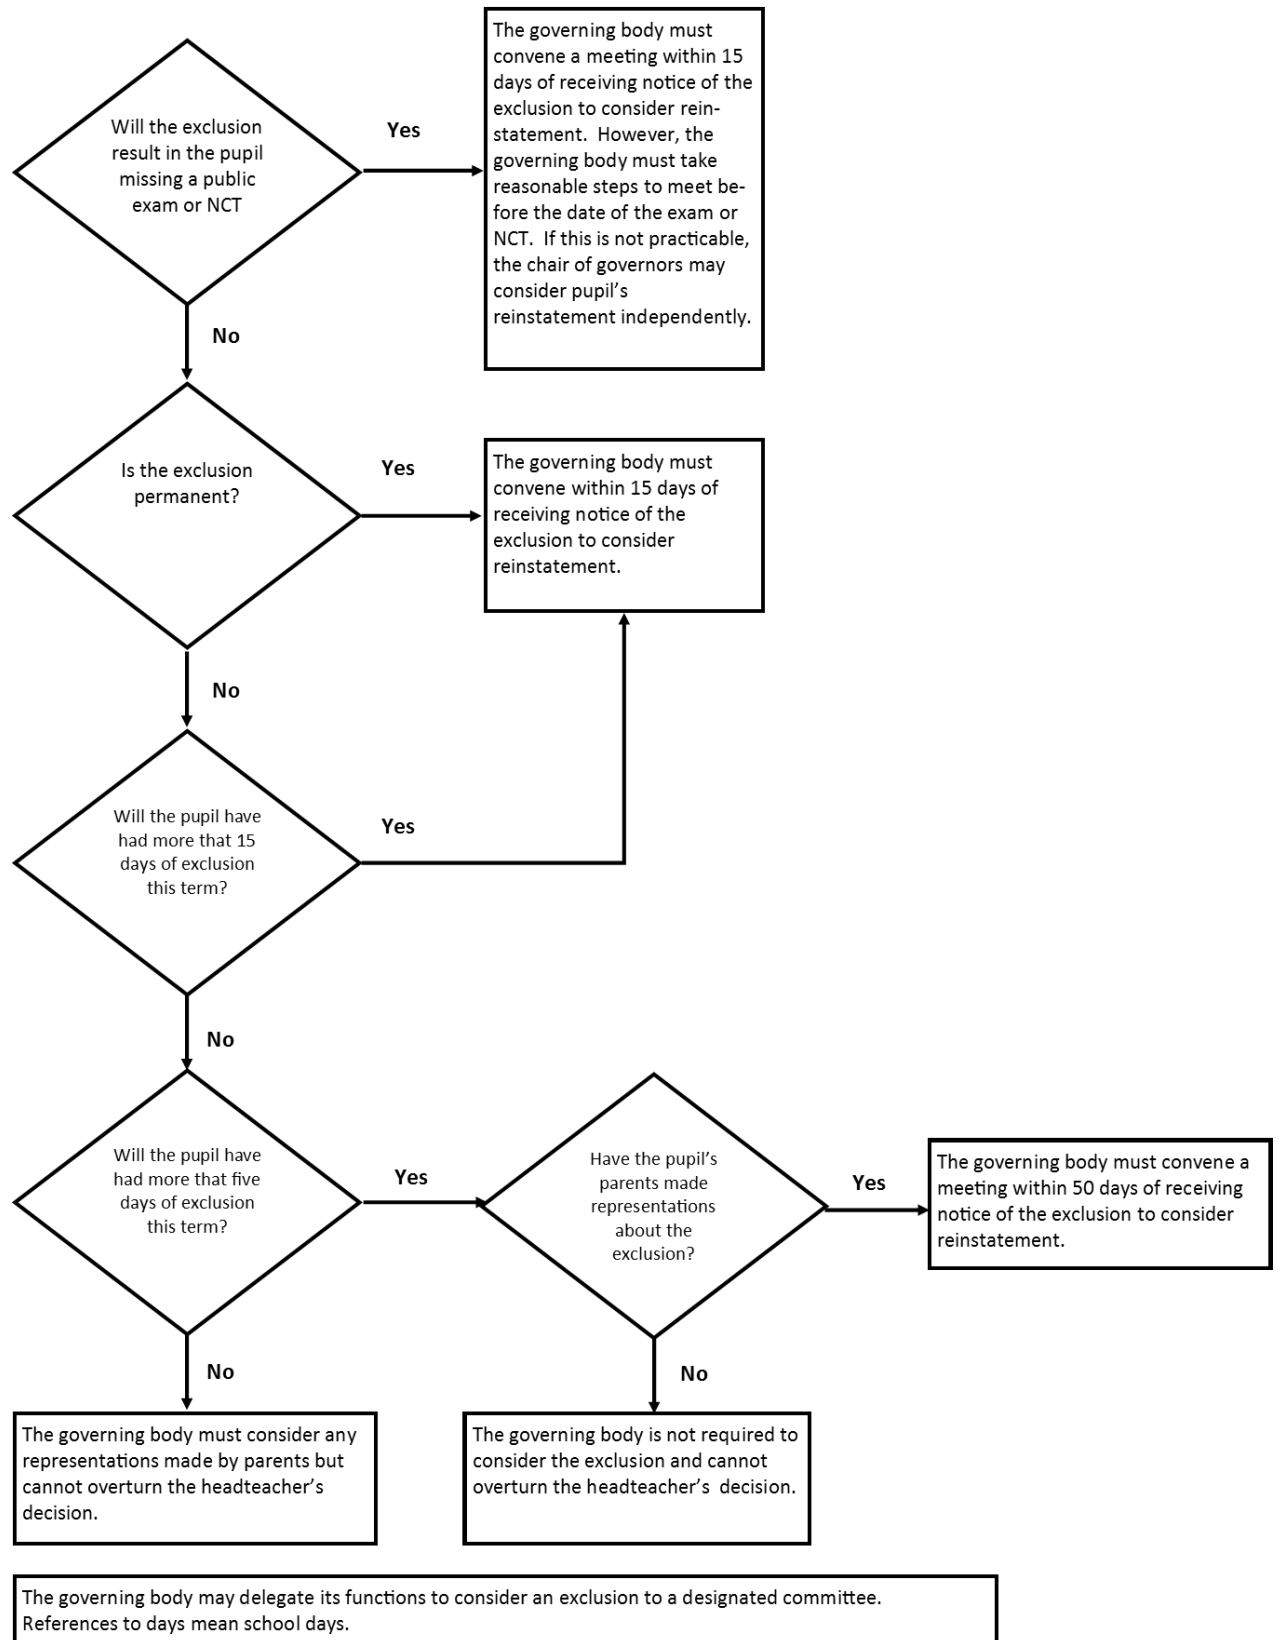 Will the exclusion
result in the pupil
missing a public
exam or NCT
Yes
The governing body must
convene a meeting within 15
days of receiving notice of the
exclusion to consider rein-
statement.  However, the
governing body must take
reasonable steps to meet be-
fore the date of the exam or
NCT.  If this is not practicable,
the chair of governors may
consider pupil’s
reinstatement independently.
No
Is the exclusion
permanent?
Yes
The governing body must
convene within 15 days of
receiving notice of the
exclusion to consider
reinstatement.
No
Will the pupil have
had more that 15
days of exclusion
this term?
Yes
No
Will the pupil have
had more that five
days of exclusion
this term?
Yes
Have the pupil’s
parents made
representations
about the
exclusion?
Yes
The governing body must convene a
meeting within 50 days of receiving
notice of the exclusion to consider
reinstatement.
No
The governing body must consider any
representations made by parents but
cannot overturn the headteacher’s
decision.
No
The governing body is not required to
consider the exclusion and cannot
overturn the headteacher’s  decision.
The governing body may delegate its functions to consider an exclusion to a designated committee.
References to days mean school days.